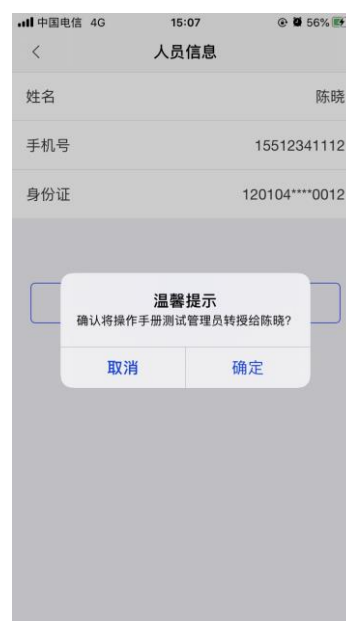 中国电信 4G 15:07 56%
人员信息
姓名 陈晓
手机号 15512341112
身份证 120104****0012
温馨提示
确认将操作手册测试管理员转授给陈晓？
取消 确定